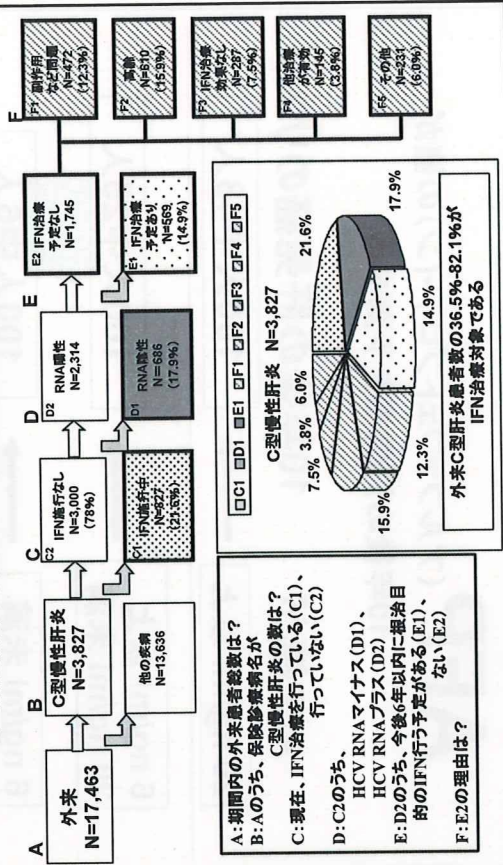 A
外来
N=17,463
B
C型慢性肝炎
N=3,827
他の疾病
N=13,636
C
C2 IFN施行なし
N=3,000
(78%)
C1 IFN施行中
N=827
(21.6%)
D
D2 RNA陽性
N=2,314
D1 RNA陰性
N=686
(17.9%)
E
E2 IFN治療
予定なし
N=1,745
E1 IFN治療
予定あり
N=569
(14.9%)
F
F1 副作用
など問題
N=472
(12.3%)
F2 高齢
N=610
(15.9%)
F3 IFN治療
効果なし
N=287
(7.5%)
F4 他治療
が有効
N=145
(3.8%)
F5 その他
N=231
(6.0%)
A:期間内の外来患者総数は?
B:Aのうち、保険診療病名が
C型慢性肝炎の数は?
C:現在、IFN治療を行っている(C1)、
行っていない(C2)
D:C2のうち、
HCV RNAマイナス(D1)、
HCV RNAプラス(D2)
E:D2のうち、今後6年以内に根治目
的のIFN行う予定がある(E1)、
ない(E2)
F:E2の理由は?
C型慢性肝炎 N=3,827
C1 D1 E1 F1 F2 F3 F4 F5
21.6%
17.9%
14.9%
12.3%
15.9%
7.5%
3.8%
6.0%
外来C型肝炎患者数の36.5%-82.1%が
IFN治療対象である